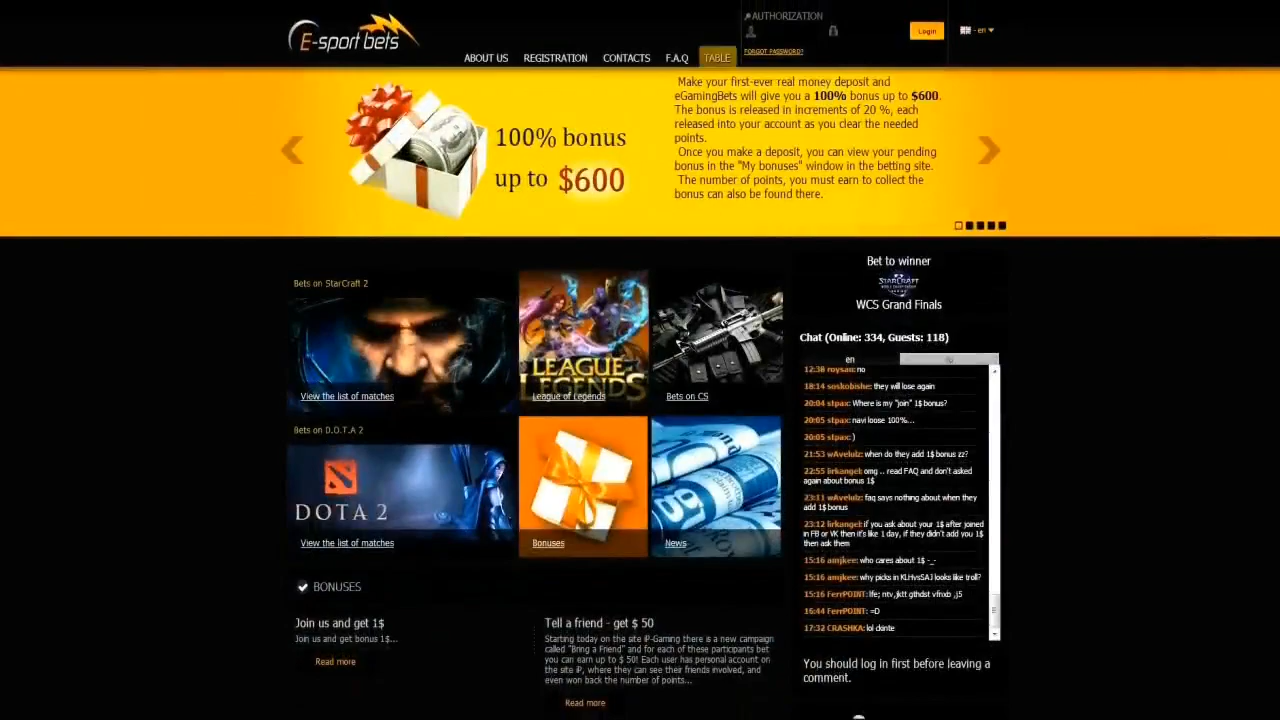 E-sport bets
ABOUT US
REGISTRATION
CONTACTS
F.A.Q
TABLE
AUTHORIZATION
FORGOT PASSWORD?
Login
- en
100% bonus
up to $600
Make your first-ever real money deposit and
eGamingBets will give you a 100% bonus up to $600.
The bonus is released in increments of 20 %, each
released into your account as you clear the needed
points.
Once you make a deposit, you can view your pending
bonus in the "My bonuses" window in the betting site.
The number of points, you must earn to collect the
bonus can also be found there.
Bets on StarCraft 2
View the list of matches
LEAGUE
LEGENDS
League of Legends
Bets on CS
Bets on D.O.T.A 2
DOTA 2
View the list of matches
Bonuses
News
BONUSES
Join us and get 1$
Join us and get bonus 1$...
Read more
Tell a friend - get $ 50
Starting today on the site iP-Gaming there is a new campaign
called "Bring a Friend" and for each of these participants bet
you can earn up to $ 50! Each user has personal account on
the site iP, where they can see their friends involved, and
even won back the number of points...
Read more
Bet to winner
STARCRAFT
WCS Grand Finals
Chat (Online: 334, Guests: 118)
en
12:38 roysan: no
18:14 soskobishe: they will lose again
20:04 stpax: Where is my "join" 1$ bonus?
20:05 stpax: navi loose 100%...
20:05 stpax: )
21:53 wAvelulz: when do they add 1$ bonus zz?
22:55 lirkangel: omg .. read FAQ and don't asked
again about bonus 1$
23:11 wAvelulz: faq says nothing about when they
add 1$ bonus
23:12 lirkangel: if you ask about your 1$ after joined
in FB or VK then it's like 1 day, if they didn't add you 1$
then ask them
15:16 amjkee: who cares about 1$ -_-
15:16 amjkee: why picks in KLHvsSAJ looks like troll?
15:16 FerrPOINT: lfe; ntv,jktt gthdst vfnxb ,j5
16:44 FerrPOINT: =D
17:32 CRASHKA: lol ckinte
You should log in first before leaving a
comment.